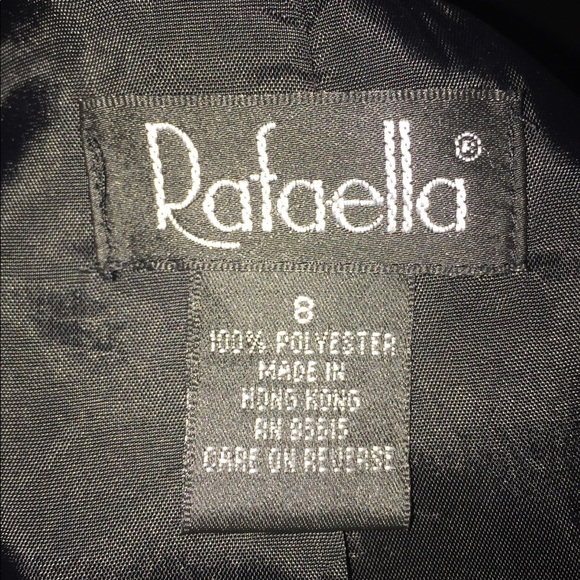 Rafaella®
8
100% POLYESTER
MADE IN
HONG KONG
RN 85615
CARE ON REVERSE